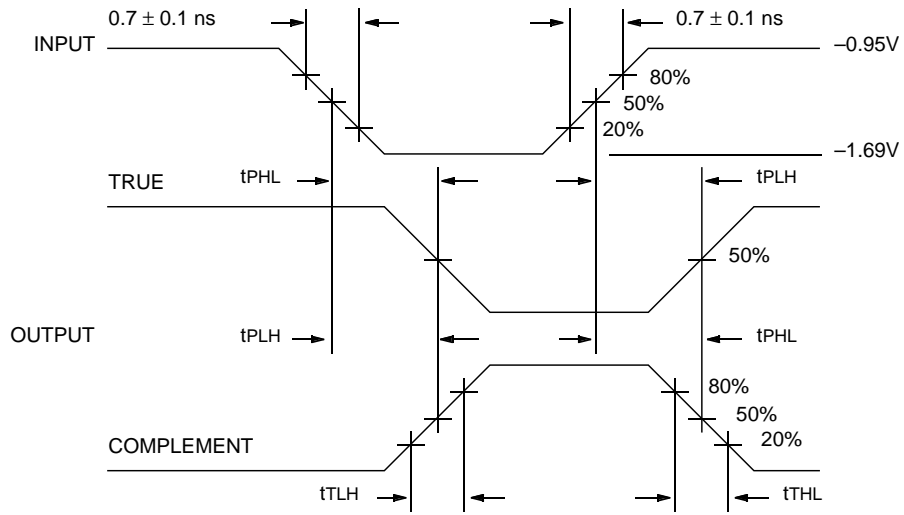 0.7 ± 0.1 ns 0.7 ± 0.1 ns
INPUT –0.95V
80%
50%
20%
–1.69V
tPHL tPLH
TRUE
50%
OUTPUT tPLH tPHL
80%
50%
COMPLEMENT 20%
tTLH tTHL